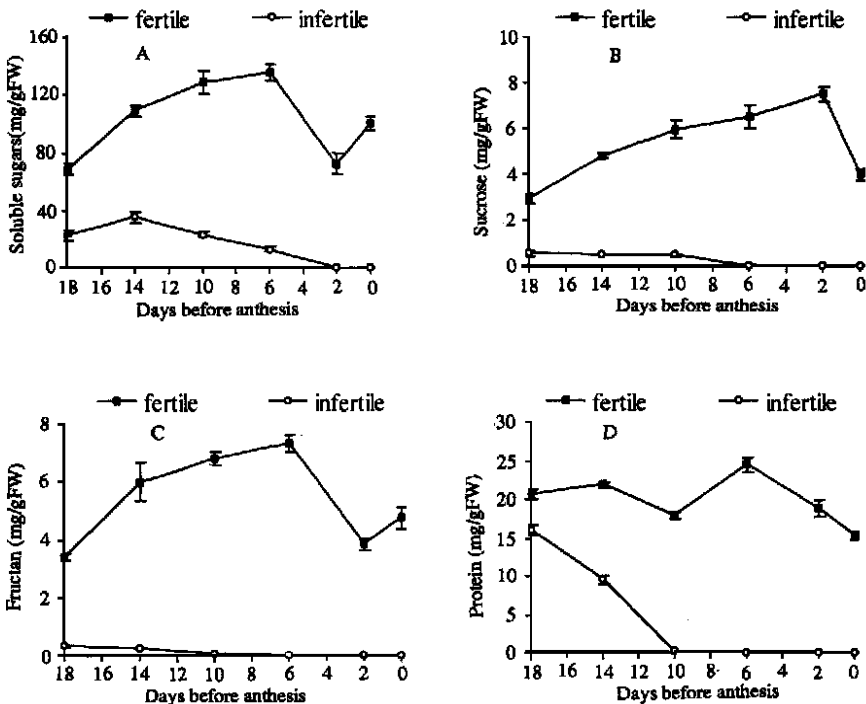 fertile infertile
A
Soluble sugars(mg/gFW)
160
120
80
40
0
18 16 14 12 10 8 6 4 2 0
Days before anthesis
fertile infertile
B
Sucrose (mg/gFW)
10
8
6
4
2
0
18 16 14 12 10 8 6 4 2 0
Days before anthesis
fertile infertile
C
Fructan (mg/gFW)
8
6
4
2
0
18 16 14 12 10 8 6 4 2 0
Days before anthesis
fertile infertile
D
Protein (mg/gFW)
30
25
20
15
10
5
0
18 16 14 12 10 8 6 4 2 0
Days before anthesis